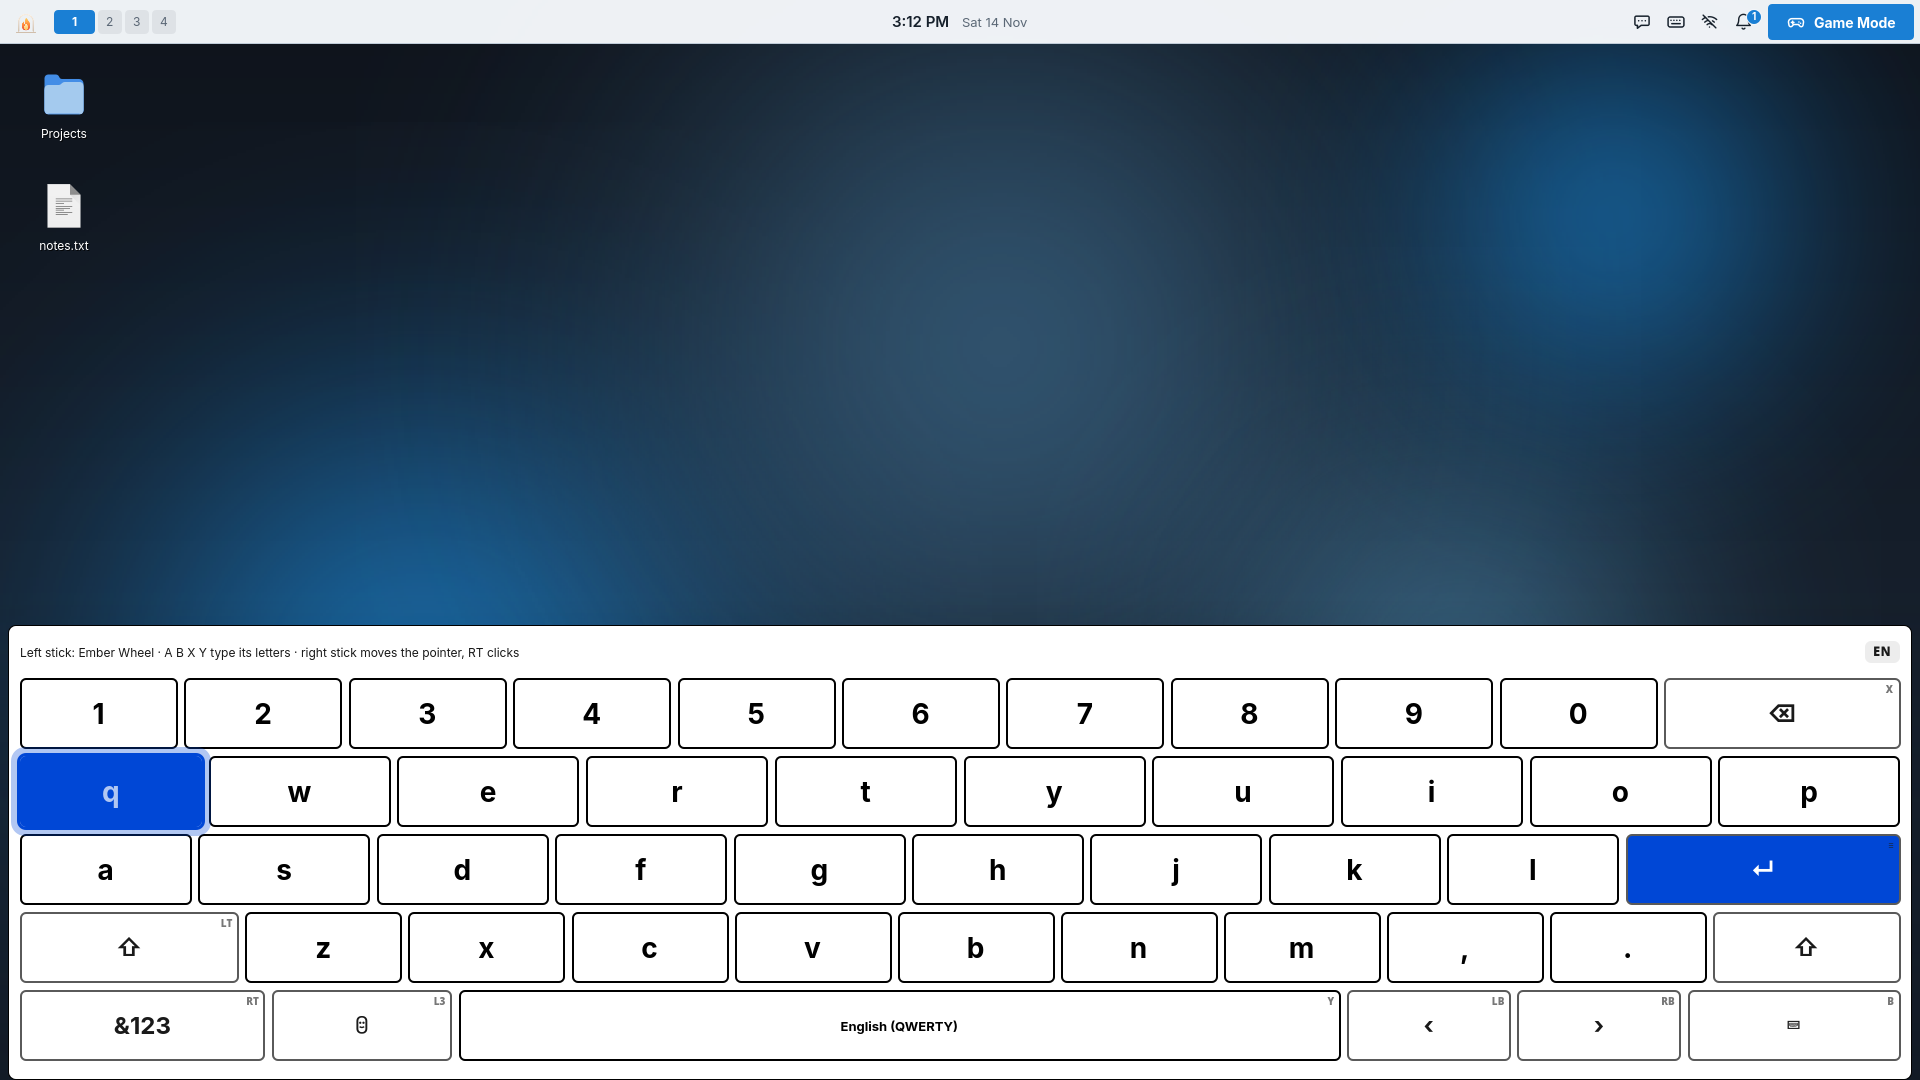 1 2 3 4
3:12 PM Sat 14 Nov
1
Game Mode
Projects
notes.txt
Left stick: Ember Wheel · A B X Y type its letters · right stick moves the pointer, RT clicks
EN
1 2 3 4 5 6 7 8 9 0 X
q w e r t y u i o p
a s d f g h j k l
LT z x c v b n m , .
&123 RT L3 English (QWERTY) Y ‹ LB › RB B